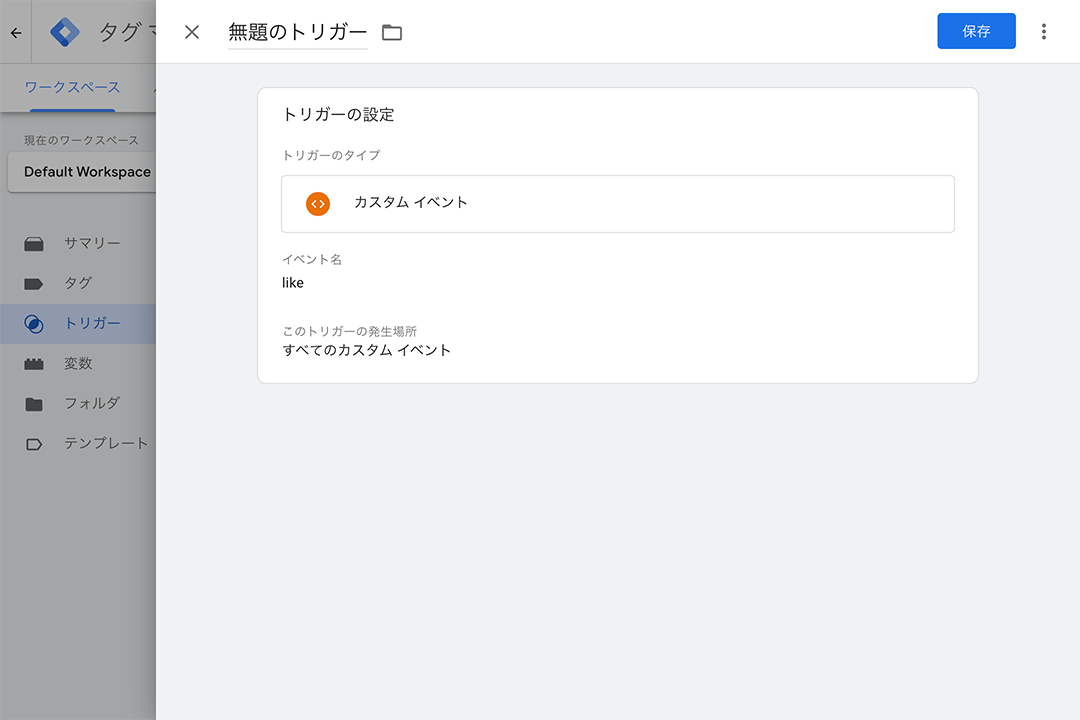 タグ マ
無題のトリガー
保存
ワークスペース
現在のワークスペース
Default Workspace
サマリー
タグ
トリガー
変数
フォルダ
テンプレート
トリガーの設定
トリガーのタイプ
カスタム イベント
イベント名
like
このトリガーの発生場所
すべてのカスタム イベント